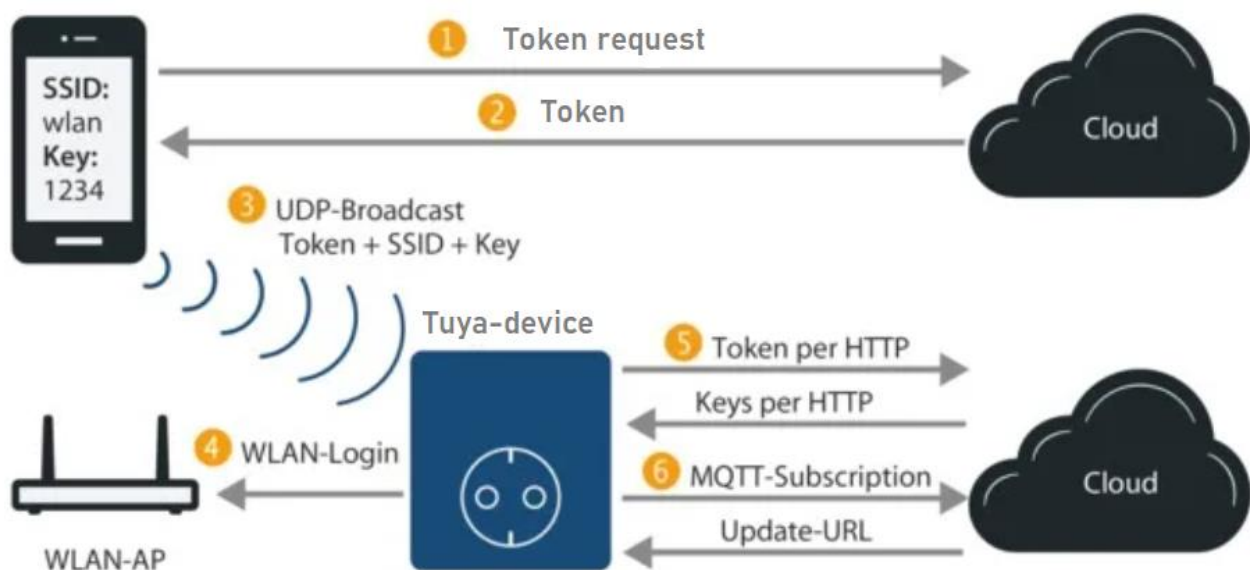 1 Token request
SSID:
wlan
Key:
1234
Cloud
2 Token
3 UDP-Broadcast
Token + SSID + Key
Tuya-device
5 Token per HTTP
Keys per HTTP
4 WLAN-Login
6 MQTT-Subscription
Cloud
Update-URL
WLAN-AP